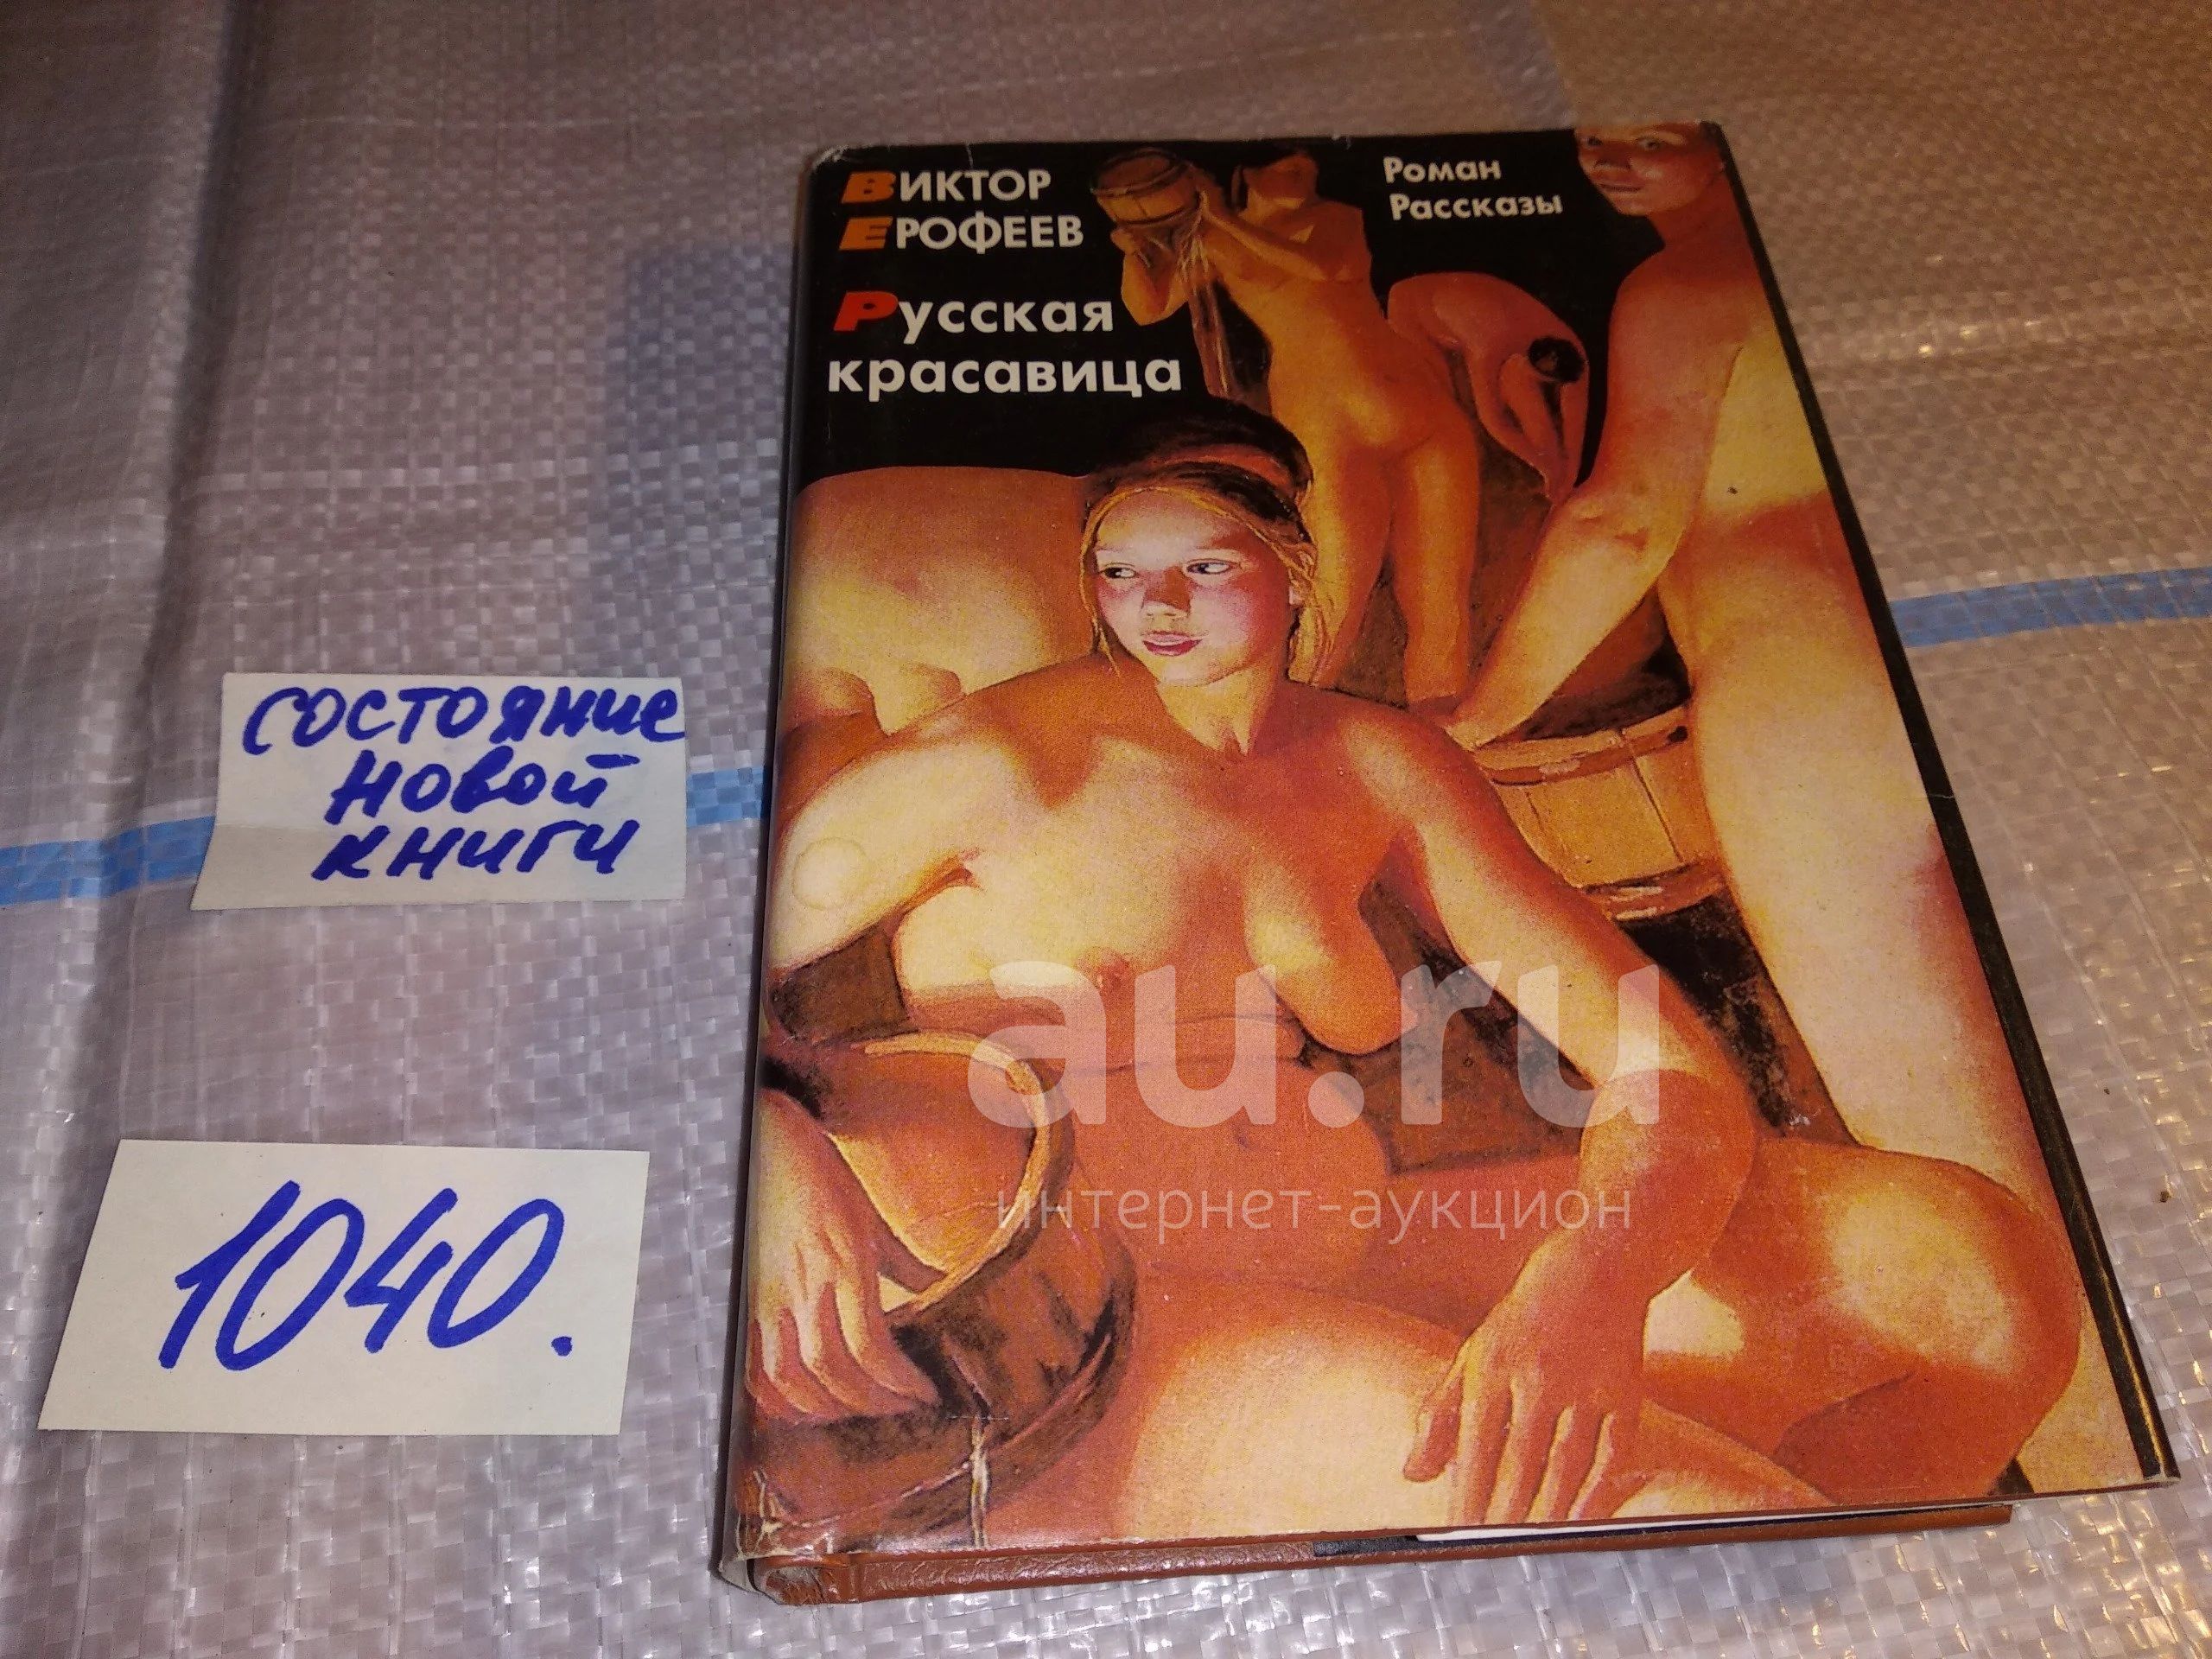 ВИКТОР
ЕРОФЕЕВ
Русская
красавица
Роман
Рассказы
состояние
новой
книги
1040.
au.ru
интернет-аукцион